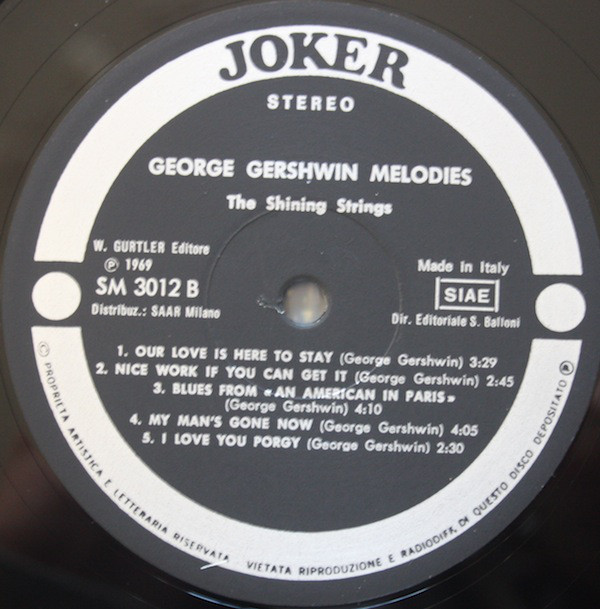 JOKER
STEREO
GEORGE GERSHWIN MELODIES
The Shining Strings
W. GURTLER Editore
Ⓟ 1969
SM 3012 B
Distribuz.: SAAR Milano
Made in Italy
SIAE
Dir. Editoriale S. Balloni
1. OUR LOVE IS HERE TO STAY (George Gershwin) 3:29
2. NICE WORK IF YOU CAN GET IT (George Gershwin) 2:45
3. BLUES FROM «AN AMERICAN IN PARIS»
(George Gershwin) 4:10
4. MY MAN'S GONE NOW (George Gershwin) 4:05
5. I LOVE YOU PORGY (George Gershwin) 2:30
© PROPRIETA ARTISTICA E LETTERARIA RISERVATA - VIETATA RIPRODUZIONE E RADIODIFF. DI QUESTO DISCO DEPOSITATO Ⓟ